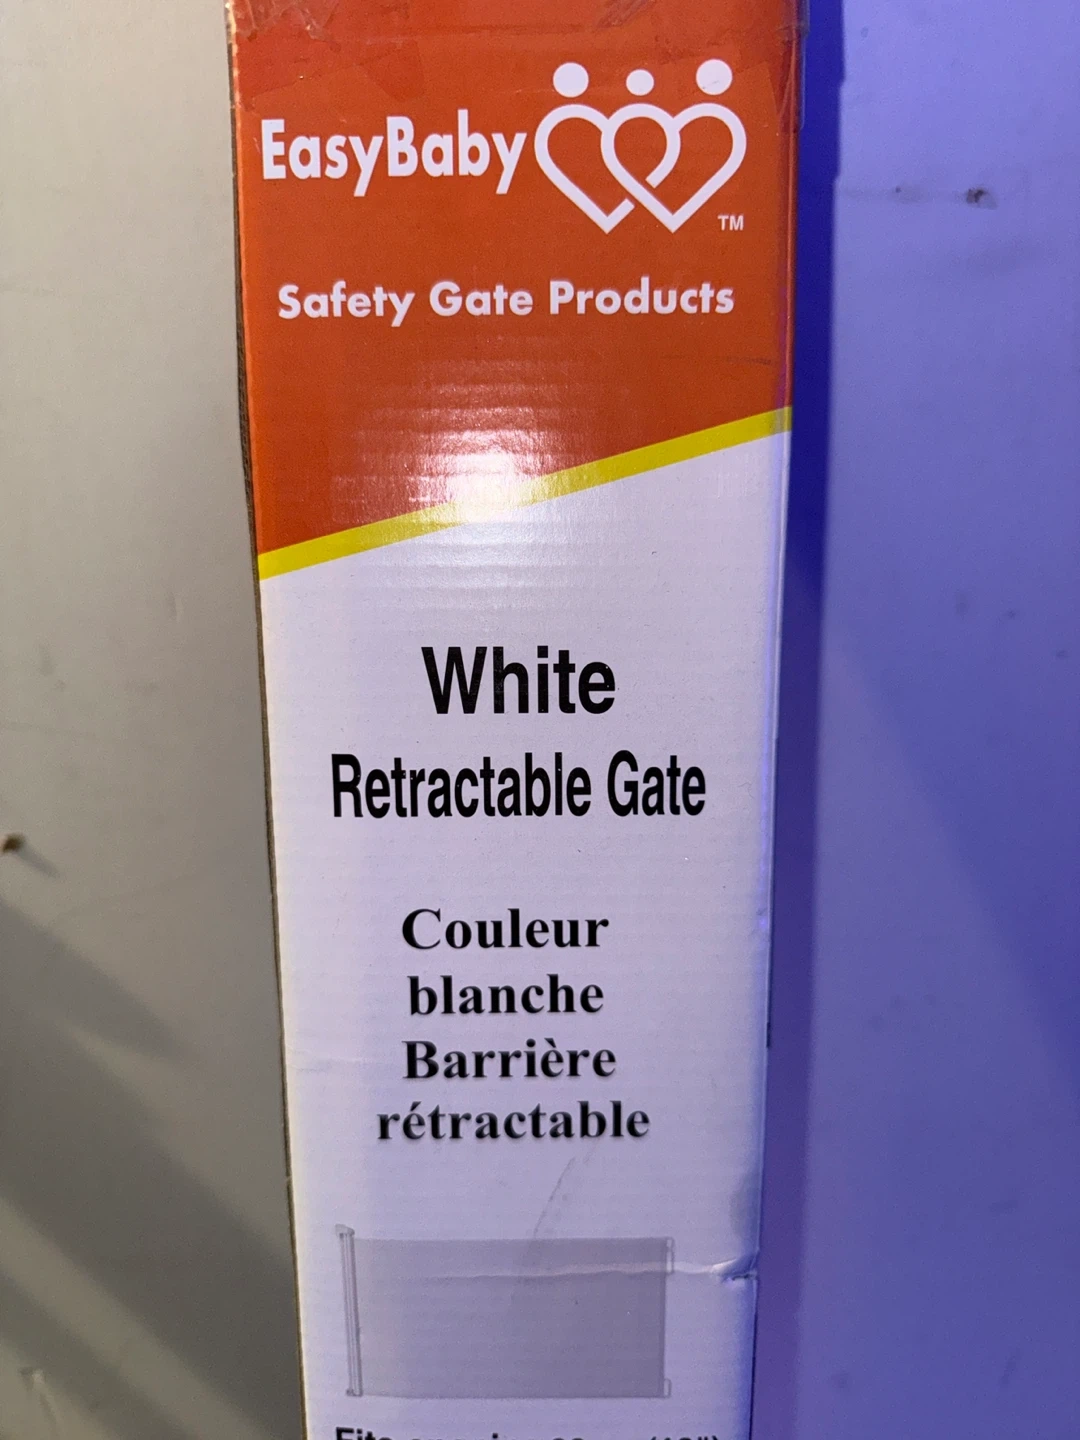 EasyBaby
TM
Safety Gate Products
White
Retractable Gate
Couleur
blanche
Barrière
rétractable